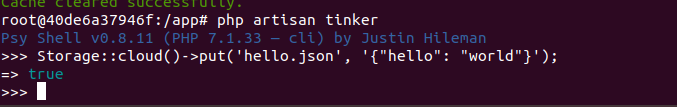 Cache cleared successfully.
root@40de6a37946f:/app# php artisan tinker
Psy Shell v0.8.11 (PHP 7.1.33 — cli) by Justin Hileman
>>> Storage::cloud()->put('hello.json', '{"hello": "world"}');
=> true
>>>